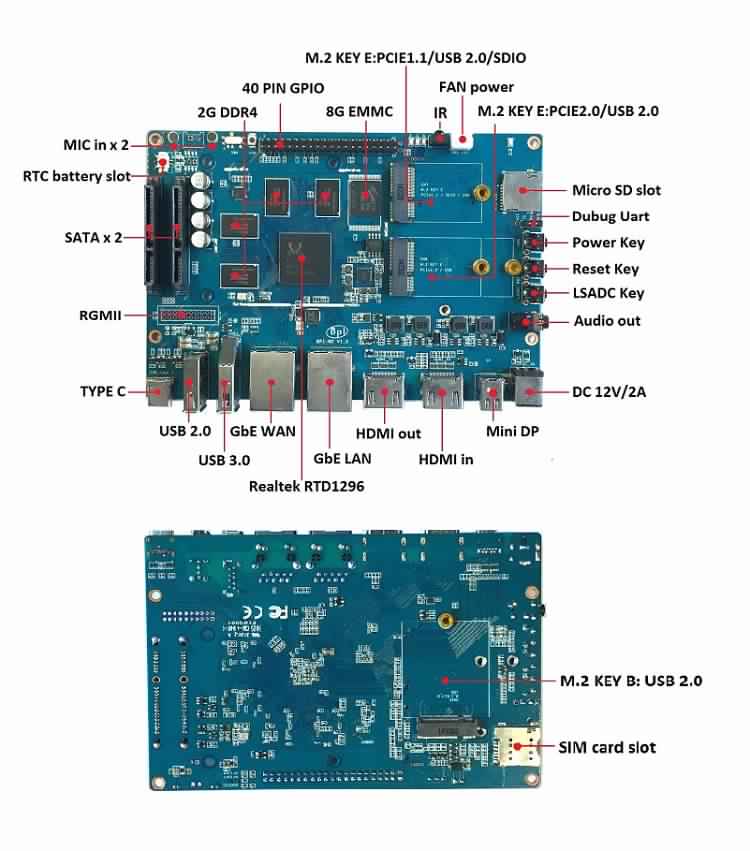 M.2 KEY E:PCIE1.1/USB 2.0/SDIO
40 PIN GPIO
FAN power
2G DDR4
8G EMMC
IR
M.2 KEY E:PCIE2.0/USB 2.0
MIC in x 2
RTC battery slot
Micro SD slot
Dubug Uart
SATA x 2
Power Key
Reset Key
LSADC Key
RGMII
Audio out
Bpi
TYPE C
DC 12V/2A
USB 2.0
GbE WAN
HDMI out
Mini DP
USB 3.0
GbE LAN
HDMI in
Realtek RTD1296
FC CE
M.2 KEY B: USB 2.0
SIM card slot